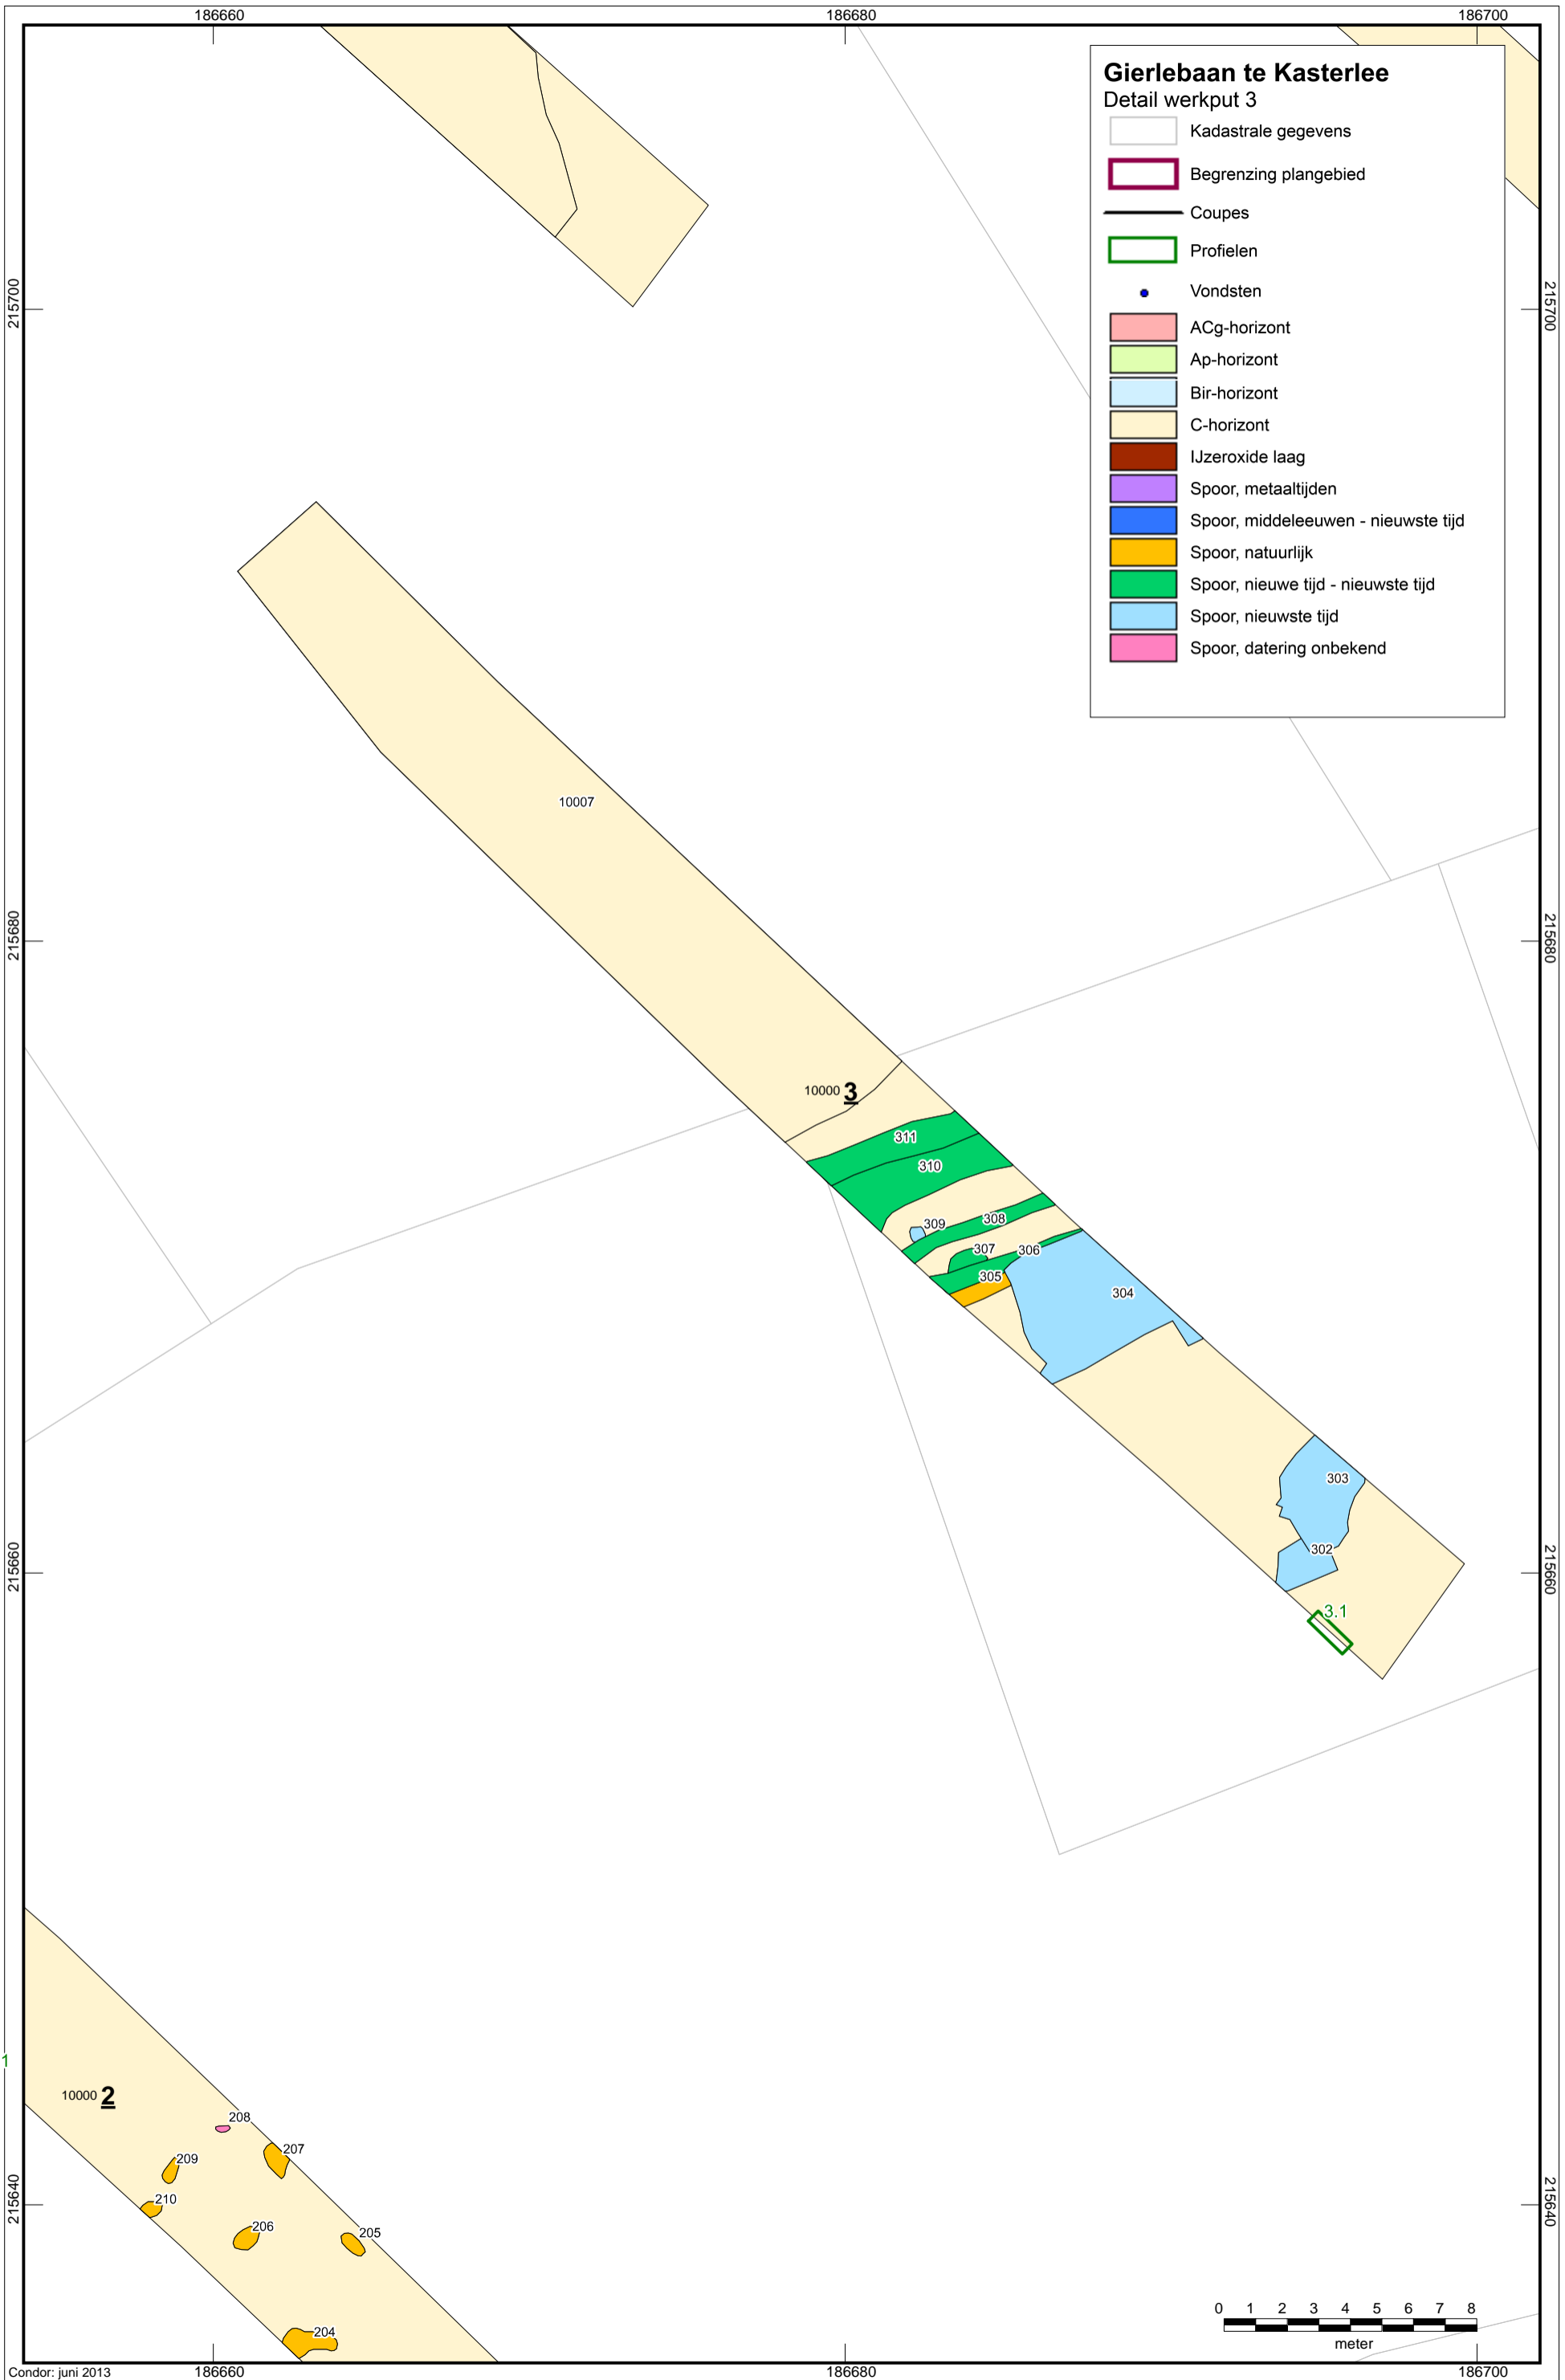 186660
186680
186700
Gierlebaan te Kasterlee
Detail werkput 3
Kadastrale gegevens
Begrenzing plangebied
Coupes
Profielen
Vondsten
ACg-horizont
Ap-horizont
Bir-horizont
C-horizont
IJzeroxide laag
Spoor, metaaltijden
Spoor, middeleeuwen - nieuwste tijd
Spoor, natuurlijk
Spoor, nieuwe tijd - nieuwste tijd
Spoor, nieuwste tijd
Spoor, datering onbekend
215700
215700
10007
215680
215680
10000 3
311
310
309
308
307
306
305
304
303
302
215660
215660
3.1
1
10000 2
208
207
209
210
206
205
204
215640
215640
0 1 2 3 4 5 6 7 8
meter
Condor: juni 2013
186660
186680
186700